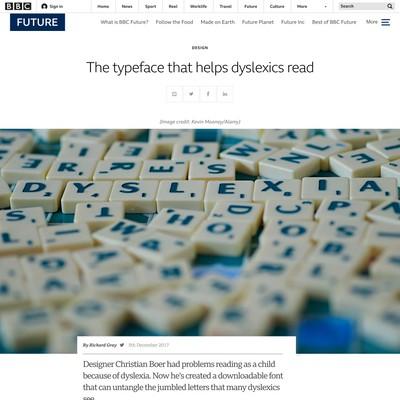 BBC Sign in Home News Sport Reel Worklife Travel Future Culture More Search
FUTURE What is BBC Future? Follow the Food Made on Earth Future Planet Future Inc Best of BBC Future More
DESIGN
The typeface that helps dyslexics read
(Image credit: Kevin Mooney/Alamy)
DYSLEXIA
By Richard Gray 5th December 2017
Designer Christian Boer had problems reading as a child
because of dyslexia. Now he's created a downloadable font
that can untangle the jumbled letters that many dyslexics
see.